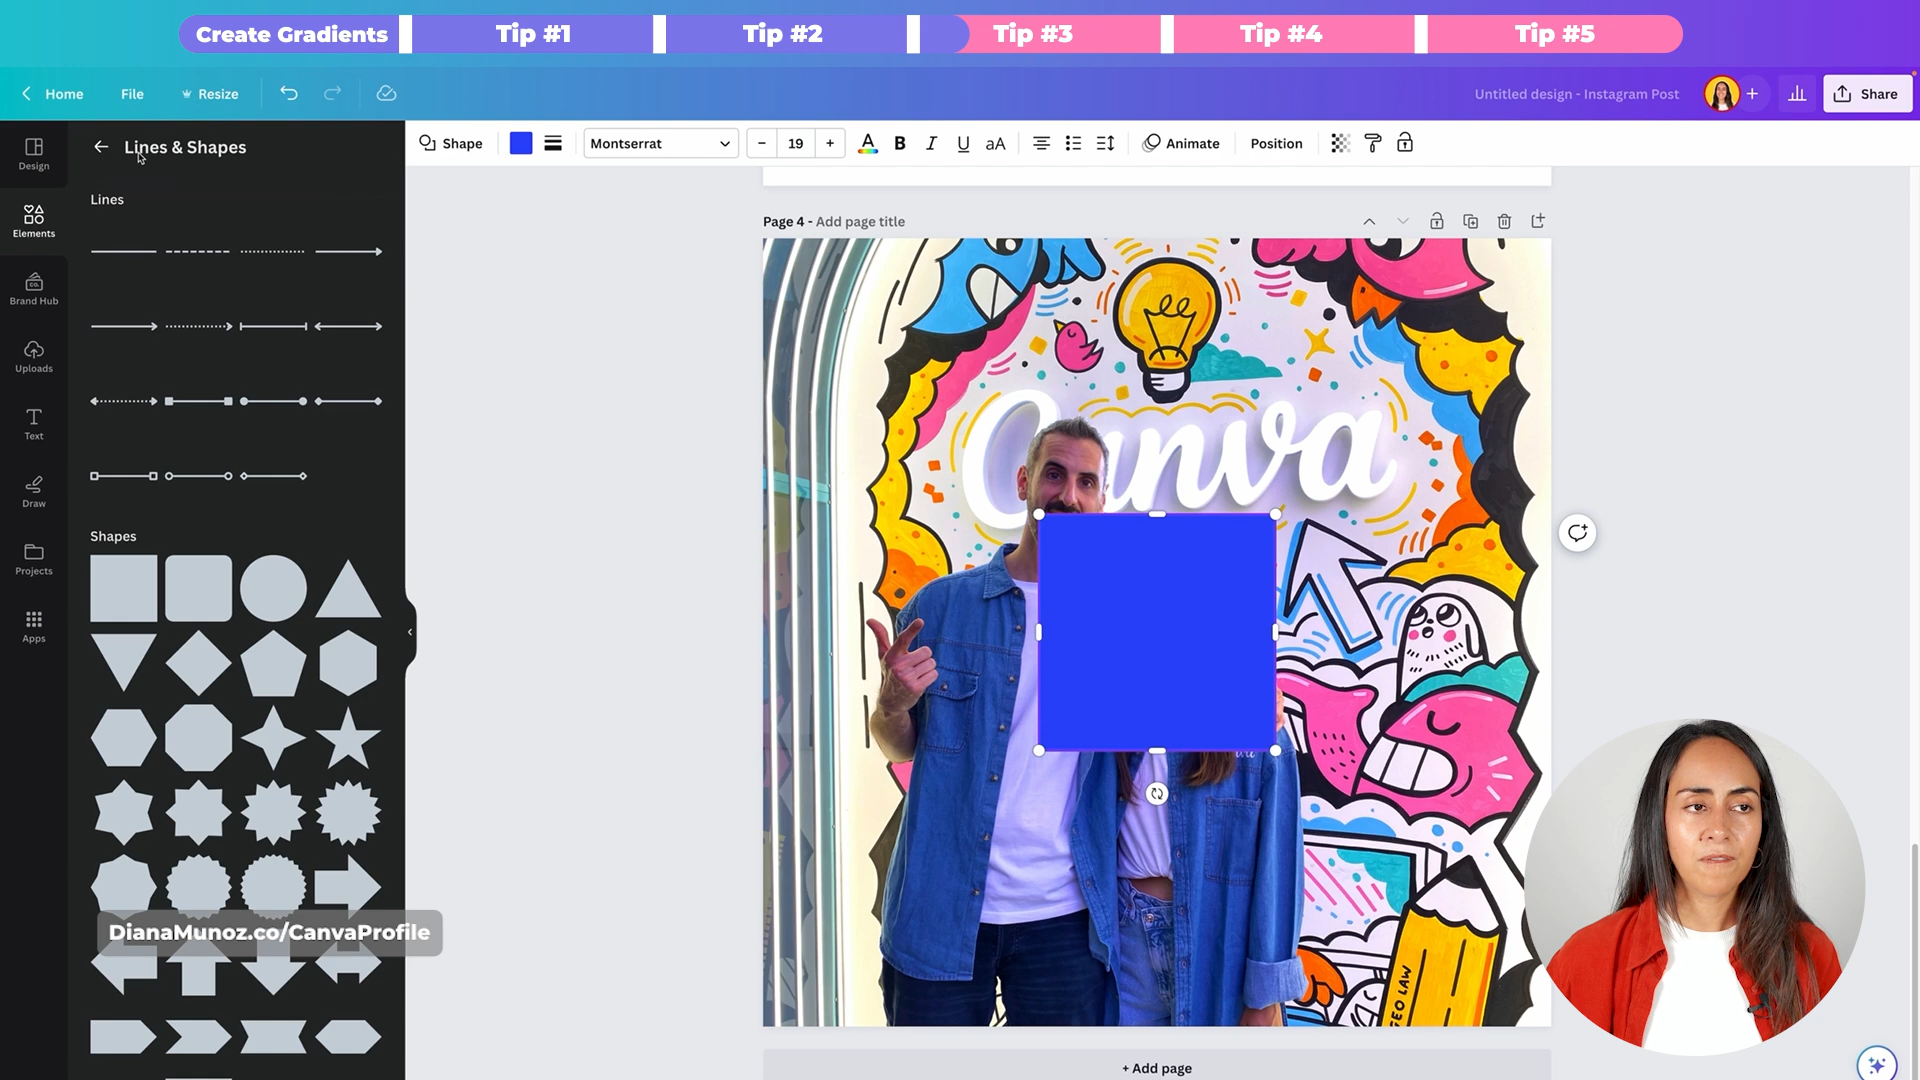 Create Gradients
Tip #1
Tip #2
Tip #3
Tip #4
Tip #5
Home
File
Resize
Untitled design - Instagram Post
+
Share
Design
Elements
Brand Hub
Uploads
Text
Draw
Projects
Apps
Lines & Shapes
Lines
Shapes
Shape
Montserrat
– 19 +
A
B
I
U
aA
Animate
Position
Page 4 - Add page title
Canva
GEO LAW
DianaMunoz.co/CanvaProfile
+ Add page